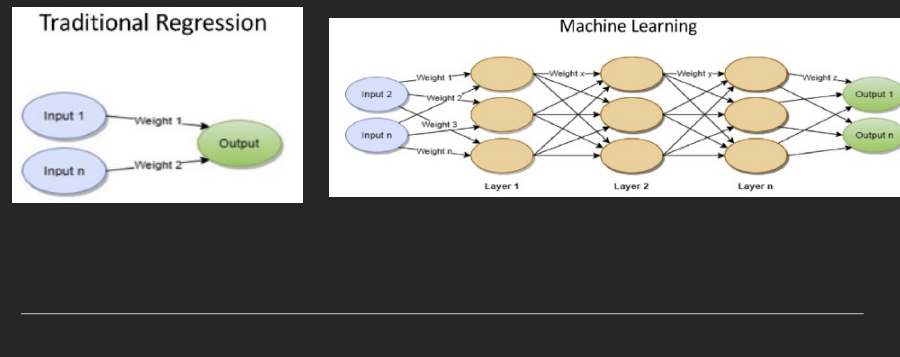 Traditional Regression
Input 1
Weight 1
Output
Input n
Weight 2
Machine Learning
Weight 1
Weight x
Weight y
Weight z
Input 2
Weight 2
Output 1
Weight 3
Input n
Output n
Weight n
Layer 1
Layer 2
Layer n